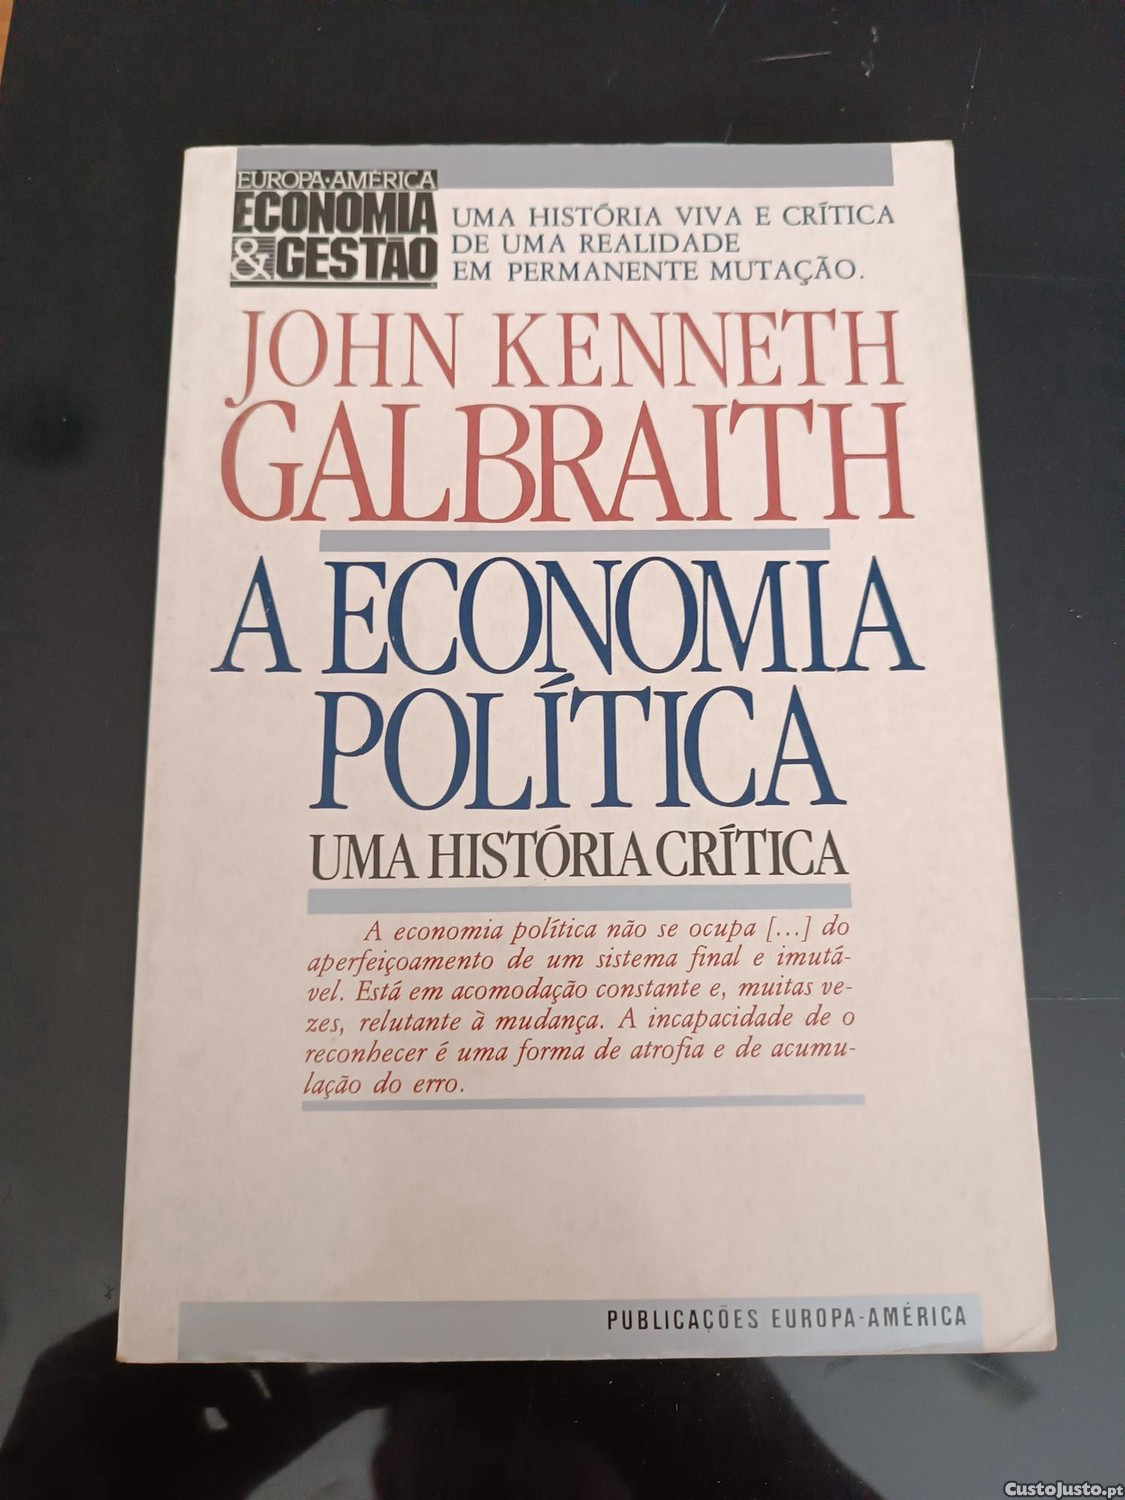 EUROPA·AMÉRICA
ECONOMIA
& GESTÃO
UMA HISTÓRIA VIVA E CRÍTICA
DE UMA REALIDADE
EM PERMANENTE MUTAÇÃO.
JOHN KENNETH
GALBRAITH
A ECONOMIA
POLÍTICA
UMA HISTÓRIA CRÍTICA
A economia política não se ocupa [...] do
aperfeiçoamento de um sistema final e imutá-
vel. Está em acomodação constante e, muitas ve-
zes, relutante à mudança. A incapacidade de o
reconhecer é uma forma de atrofia e de acumu-
lação do erro.
PUBLICAÇÕES EUROPA-AMÉRICA
CustoJusto.pt